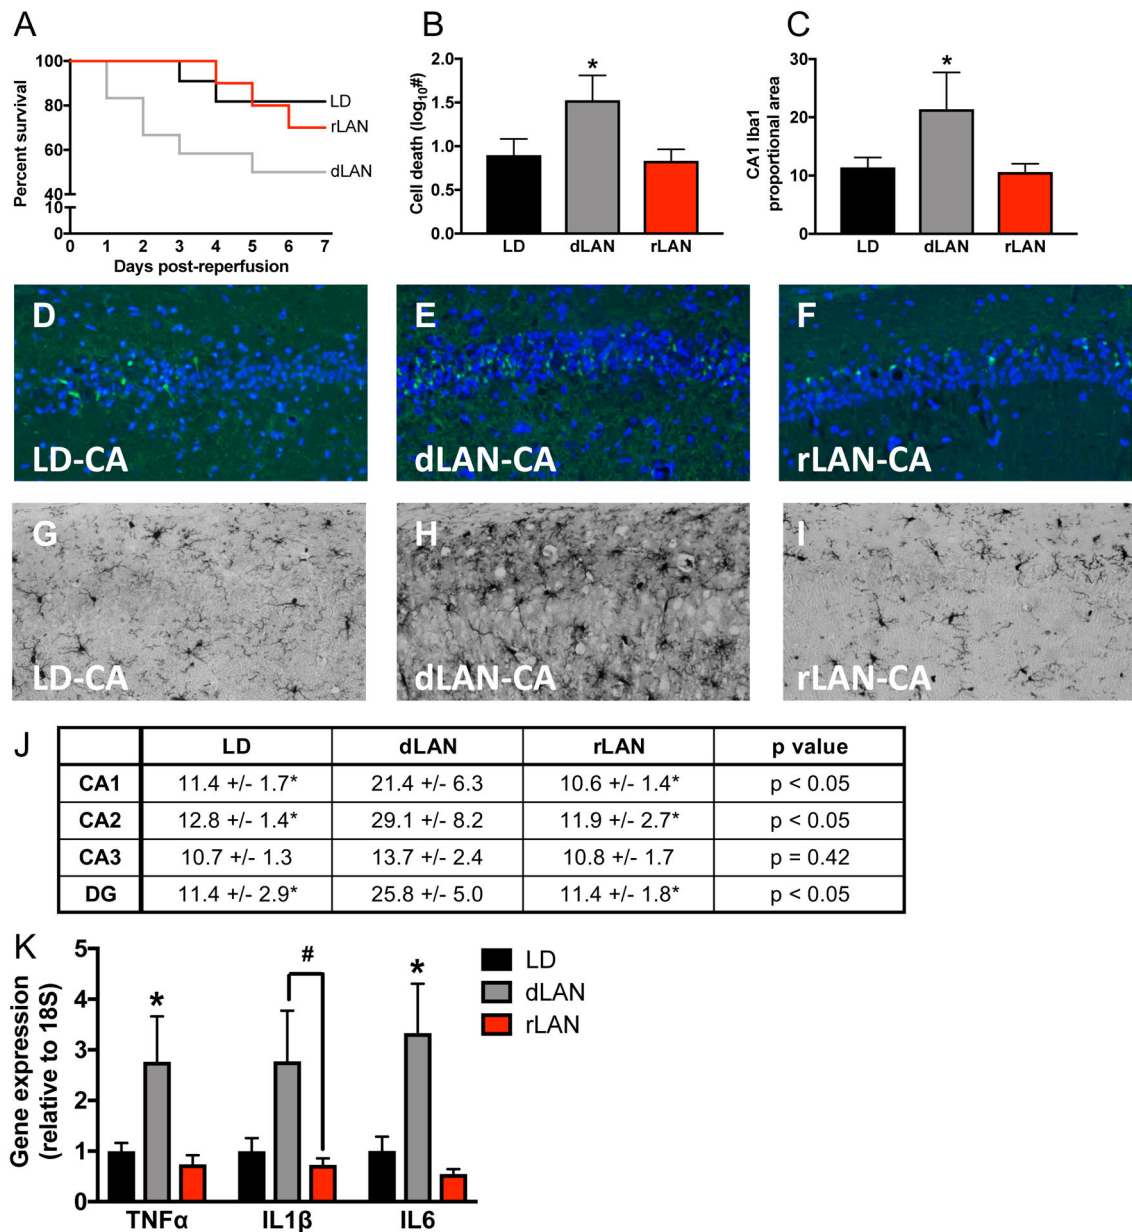 A
Percent survival
100
80
60
40
10
0
0 1 2 3 4 5 6 7
Days post-reperfusion
LD
rLAN
dLAN
B
Cell death (log10#)
2.0
1.5
1.0
0.5
0.0
*
LD dLAN rLAN
C
CA1 Iba1
proportional area
30
20
10
0
*
LD dLAN rLAN
D
LD-CA
E
dLAN-CA
F
rLAN-CA
G
LD-CA
H
dLAN-CA
I
rLAN-CA
J
LD dLAN rLAN p value
CA1 11.4 +/- 1.7* 21.4 +/- 6.3 10.6 +/- 1.4* p < 0.05
CA2 12.8 +/- 1.4* 29.1 +/- 8.2 11.9 +/- 2.7* p < 0.05
CA3 10.7 +/- 1.3 13.7 +/- 2.4 10.8 +/- 1.7 p = 0.42
DG 11.4 +/- 2.9* 25.8 +/- 5.0 11.4 +/- 1.8* p < 0.05
K
Gene expression
(relative to 18S)
5
4
3
2
1
0
*
#
*
TNFα IL1β IL6
LD
dLAN
rLAN